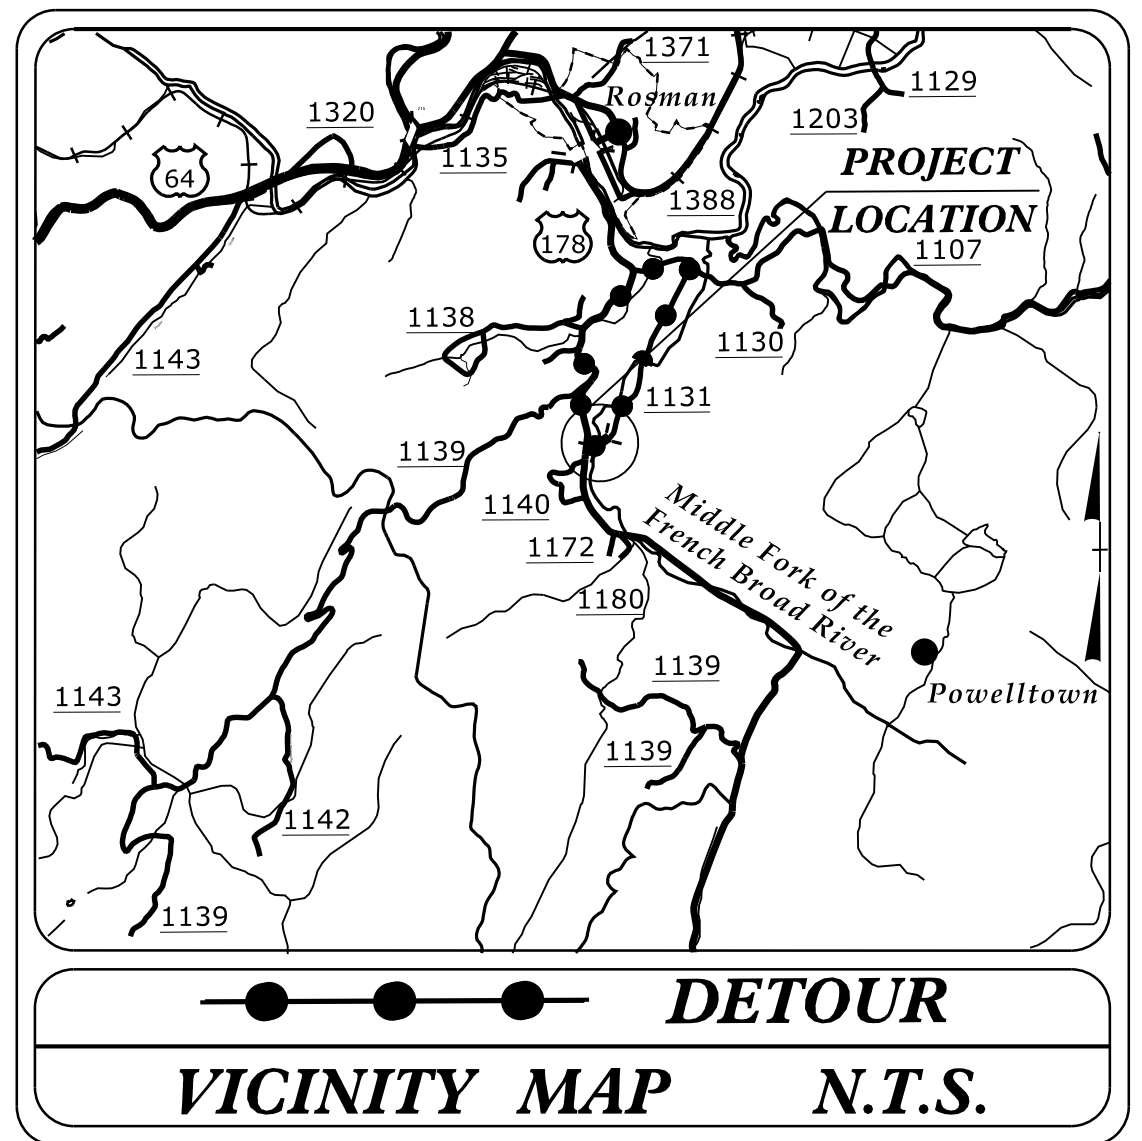 1371
1129
Rosman
1320
1203
1135
PROJECT
64
1388
LOCATION
178
1107
1138
1130
1143
1131
1139
1140
Middle Fork of the
French Broad River
1172
1180
1139
1143
Powelltown
1139
1142
1139
DETOUR
VICINITY MAP N.T.S.